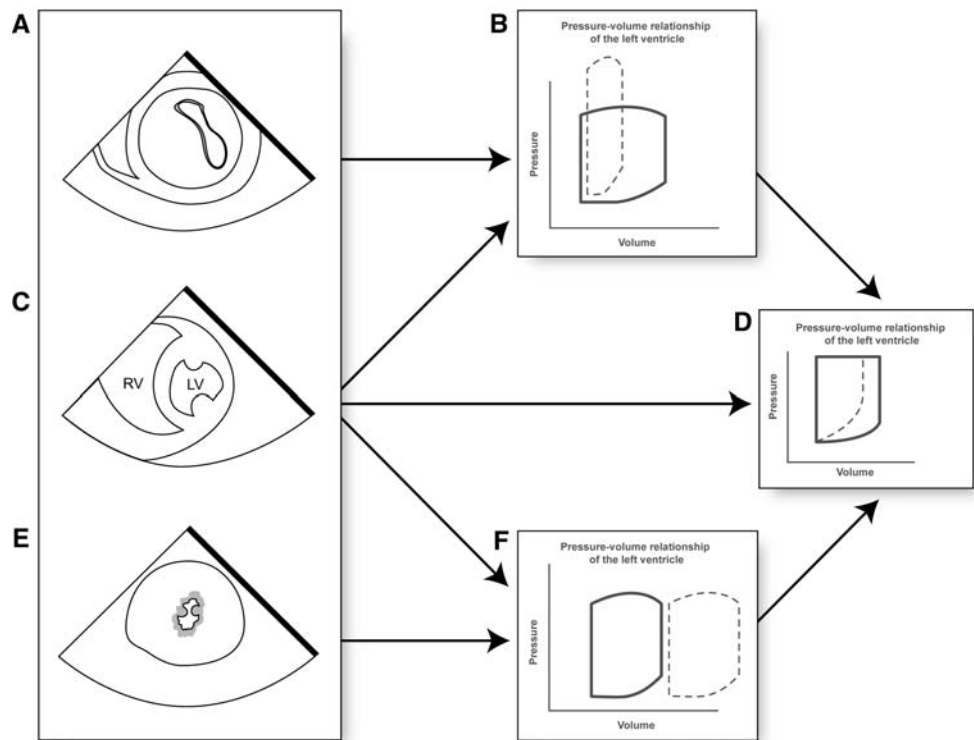 A
B
Pressure-volume relationship
of the left ventricle
Pressure
Volume
C
RV
LV
D
Pressure-volume relationship
of the left ventricle
Pressure
Volume
E
F
Pressure-volume relationship
of the left ventricle
Pressure
Volume